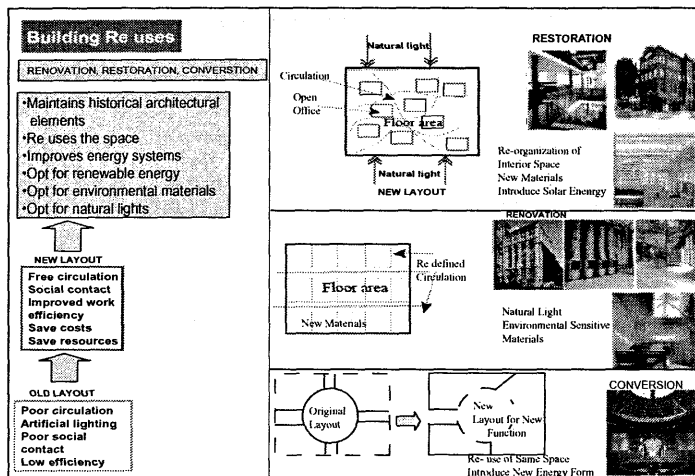 Building Re uses
RENOVATION, RESTORATION, CONVERSTION
•Maintains historical architectural
elements
•Re uses the space
•Improves energy systems
•Opt for renewable energy
•Opt for environmental materials
•Opt for natural lights
NEW LAYOUT
Free circulation
Social contact
Improved work
efficiency
Save costs
Save resources
OLD LAYOUT
Poor circulation
Artificial lighting
Poor social
contact
Low efficiency
Natural light
Circulation
Open
Office
Floor area
Natural light
NEW LAYOUT
RESTORATION
Re-organization of
Interior Space
New Materials
Introduce Solar Enenrgy
Re defined
Circulation
Floor area
New Materials
RENOVATION
Natural Light
Environmental Sensitive
Materials
Original
Layout
New
Layout for New
Function
Re- use of Same Space
Introduce New Energy Form
CONVERSION